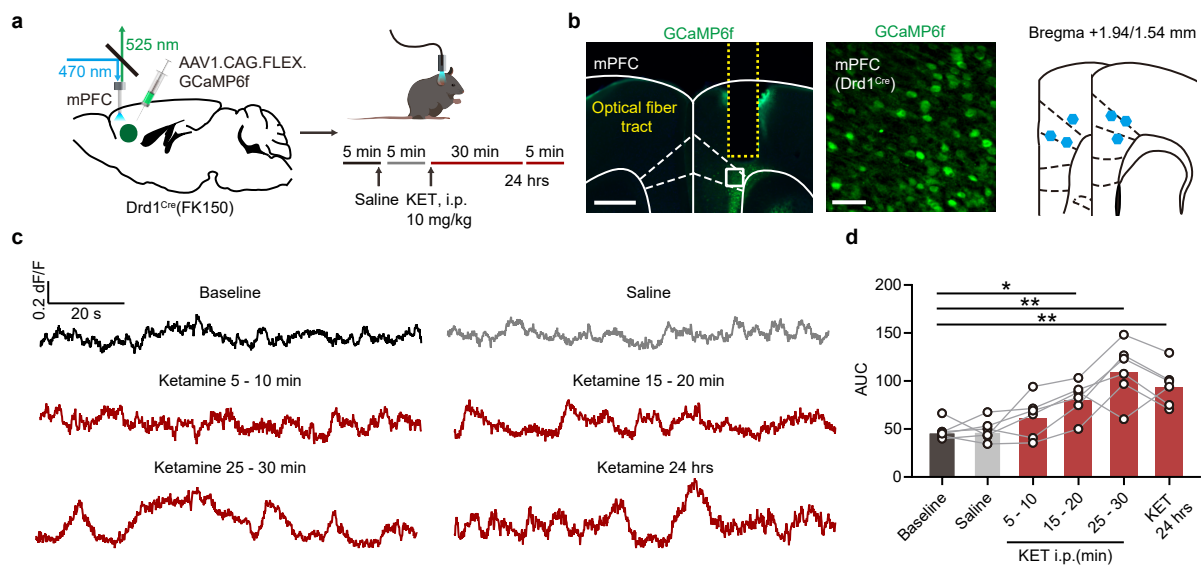 a
525 nm
470 nm
AAV1.CAG.FLEX.
GCaMP6f
mPFC
Drd1Cre(FK150)
5 min 5 min 30 min 5 min
24 hrs
Saline KET, i.p.
10 mg/kg
b
GCaMP6f
mPFC
Optical fiber
tract
GCaMP6f
mPFC
(Drd1Cre)
Bregma +1.94/1.54 mm
c
0.2 dF/F
20 s
Baseline
Saline
Ketamine 5 - 10 min
Ketamine 15 - 20 min
Ketamine 25 - 30 min
Ketamine 24 hrs
d
*
**
**
AUC
200
150
100
50
0
Baseline
Saline
5 - 10
15 - 20
25 - 30
KET
24 hrs
KET i.p.(min)